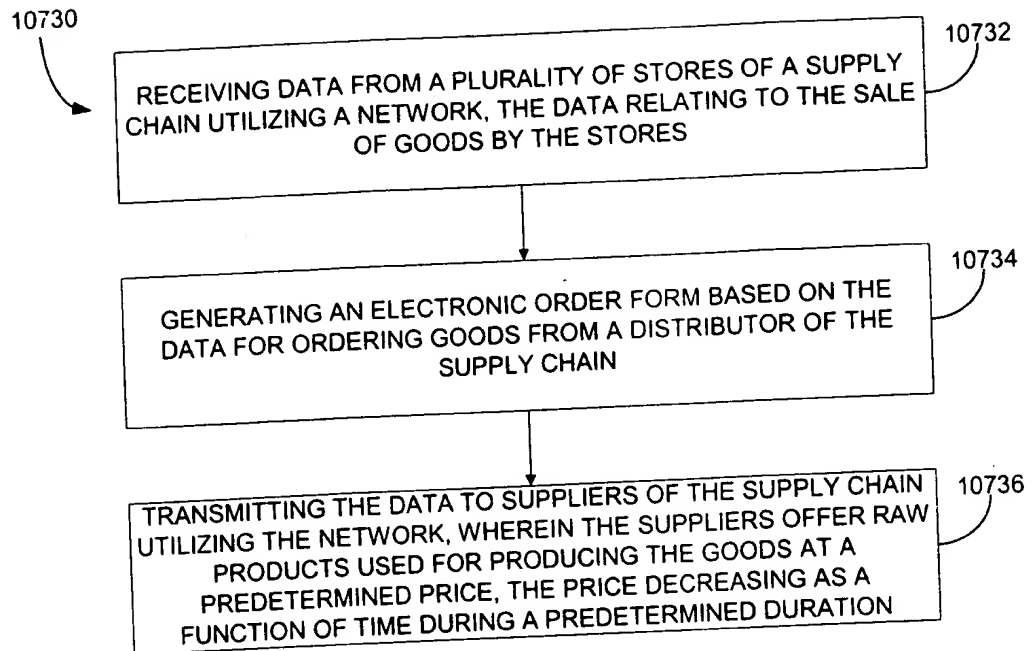 10730
10732
RECEIVING DATA FROM A PLURALITY OF STORES OF A SUPPLY
CHAIN UTILIZING A NETWORK, THE DATA RELATING TO THE SALE
OF GOODS BY THE STORES
10734
GENERATING AN ELECTRONIC ORDER FORM BASED ON THE
DATA FOR ORDERING GOODS FROM A DISTRIBUTOR OF THE
SUPPLY CHAIN
10736
TRANSMITTING THE DATA TO SUPPLIERS OF THE SUPPLY CHAIN
UTILIZING THE NETWORK, WHEREIN THE SUPPLIERS OFFER RAW
PRODUCTS USED FOR PRODUCING THE GOODS AT A
PREDETERMINED PRICE, THE PRICE DECREASING AS A
FUNCTION OF TIME DURING A PREDETERMINED DURATION